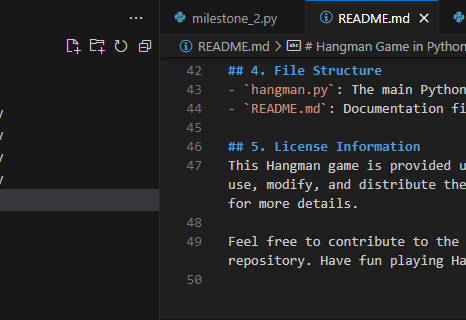 ...
milestone_2.py
README.md
README.md > # Hangman Game in Python
42 ## 4. File Structure
43 - `hangman.py`: The main Python
44 - `README.md`: Documentation fi
45
46 ## 5. License Information
47 This Hangman game is provided u
use, modify, and distribute the
for more details.
48
49 Feel free to contribute to the
repository. Have fun playing Ha
50